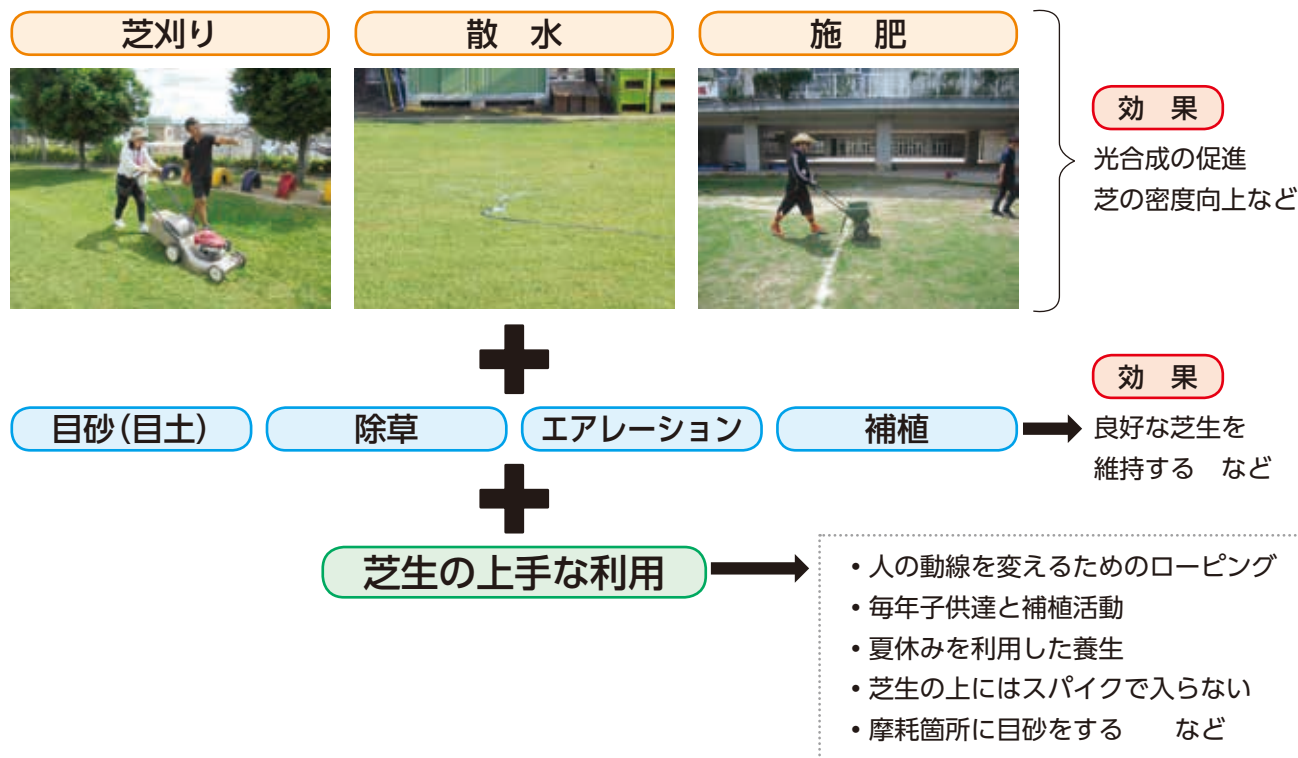 芝刈り
散　水
施　肥
効　果
光合成の促進
芝の密度向上など
目砂(目土)
除草
エアレーション
補植
効　果
良好な芝生を
維持する　など
芝生の上手な利用
・人の動線を変えるためのローピング
・毎年子供達と補植活動
・夏休みを利用した養生
・芝生の上にはスパイクで入らない
・摩耗箇所に目砂をする　　など